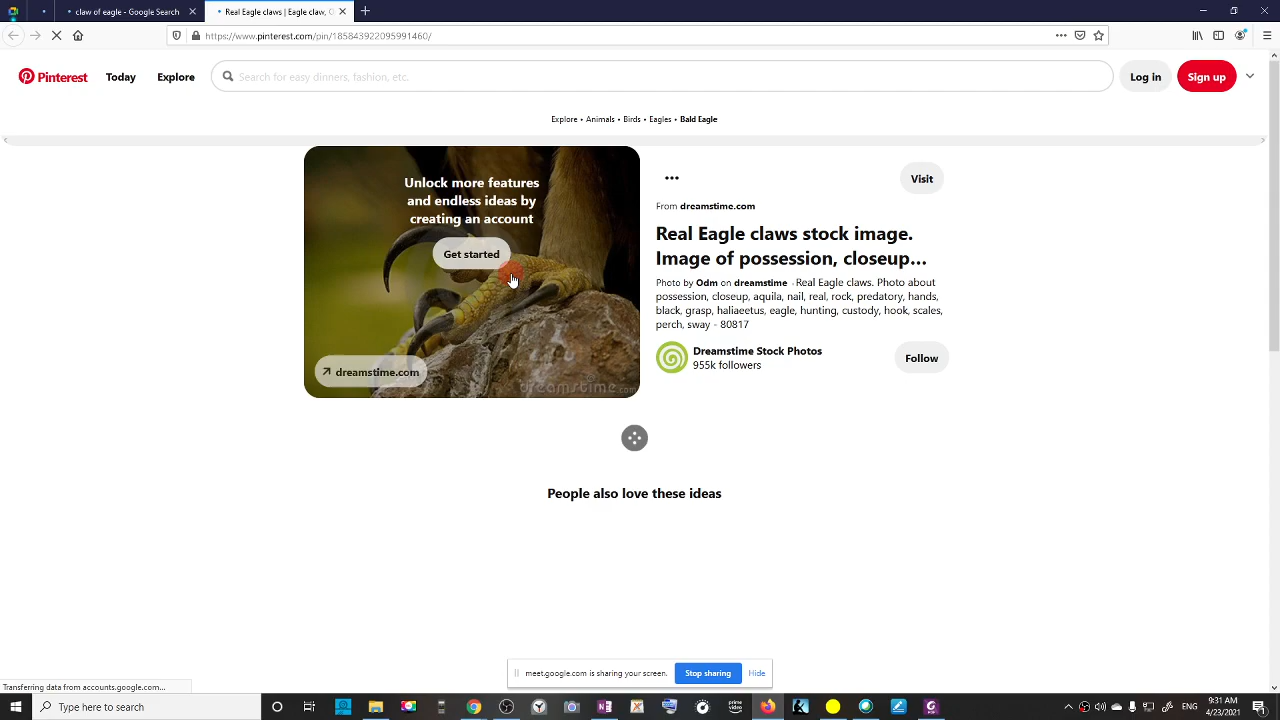 claw of eagle - Google Search
Real Eagle claws | Eagle claw, G
https://www.pinterest.com/pin/185843922095991460/
Pinterest
Today
Explore
Search for easy dinners, fashion, etc.
Log in
Sign up
Explore • Animals • Birds • Eagles • Bald Eagle
Unlock more features
and endless ideas by
creating an account
Get started
dreamstime.com
dreamstime.com
Visit
From dreamstime.com
Real Eagle claws stock image.
Image of possession, closeup...
Photo by Odm on dreamstime · Real Eagle claws. Photo about
possession, closeup, aquila, nail, real, rock, predatory, hands,
black, grasp, haliaeetus, eagle, hunting, custody, hook, scales,
perch, sway - 80817
Dreamstime Stock Photos
955k followers
Follow
People also love these ideas
meet.google.com is sharing your screen.
Stop sharing
Hide
Transferring data from accounts.google.com...
Type here to search
prime video
ENG
9:31 AM
4/23/2021